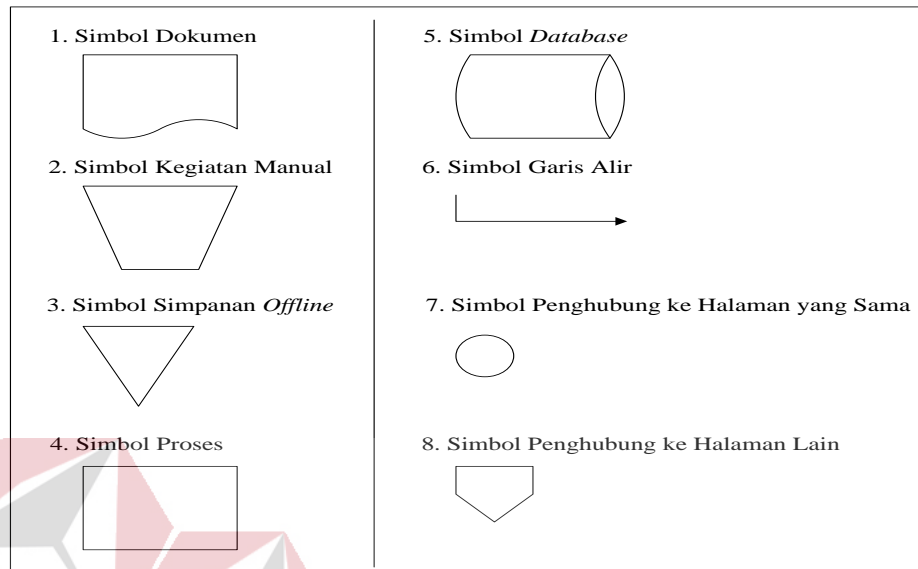 1. Simbol Dokumen
2. Simbol Kegiatan Manual
3. Simbol Simpanan Offline
4. Simbol Proses
5. Simbol Database
6. Simbol Garis Alir
7. Simbol Penghubung ke Halaman yang Sama
8. Simbol Penghubung ke Halaman Lain